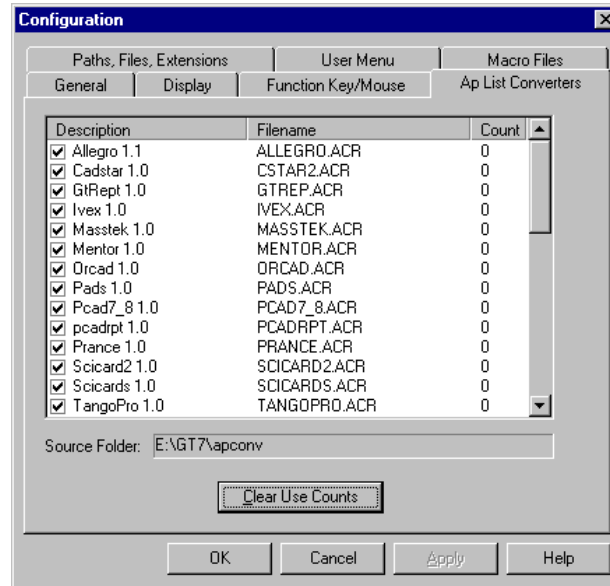 Configuration
Paths, Files, Extensions User Menu Macro Files
General Display Function Key/Mouse Ap List Converters
Description Filename Count
Allegro 1.1 ALLEGRO.ACR 0
Cadstar 1.0 CSTAR2.ACR 0
GtRept 1.0 GTREP.ACR 0
Ivex 1.0 IVEX.ACR 0
Masstek 1.0 MASSTEK.ACR 0
Mentor 1.0 MENTOR.ACR 0
Orcad 1.0 ORCAD.ACR 0
Pads 1.0 PADS.ACR 0
Pcad7_8 1.0 PCAD7_8.ACR 0
pcadrpt 1.0 PCADRPT.ACR 0
Prance 1.0 PRANCE.ACR 0
Scicard2 1.0 SCICARD2.ACR 0
Scicards 1.0 SCICARDS.ACR 0
TangoPro 1.0 TANGOPRO.ACR 0
Source Folder: E:\GT7\apconv
Clear Use Counts
OK Cancel Apply Help